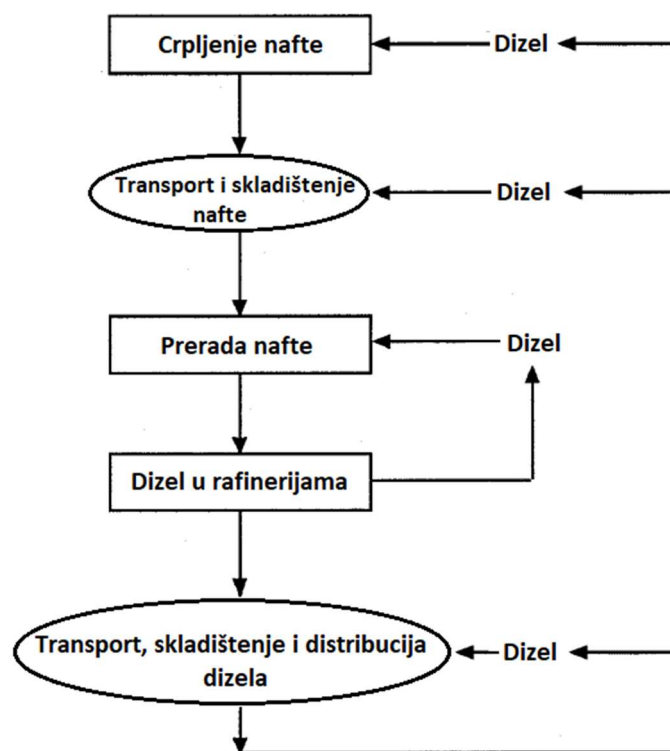 Crpljenje nafte
Dizel
Transport i skladištenje
nafte
Dizel
Prerada nafte
Dizel
Dizel u rafinerijama
Transport, skladištenje i distribucija
dizela
Dizel